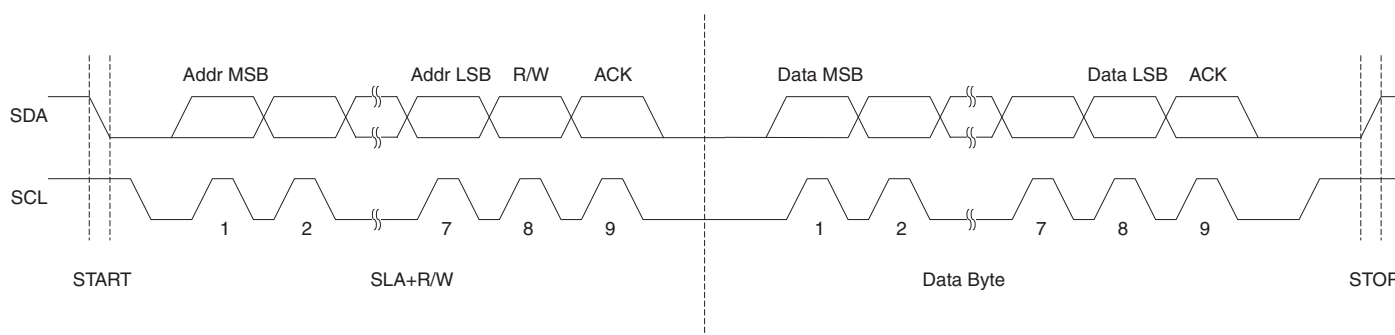 Addr MSB Addr LSB R/W ACK Data MSB Data LSB ACK
SDA
SCL
1 2 7 8 9 1 2 7 8 9
START SLA+R/W Data Byte STOP